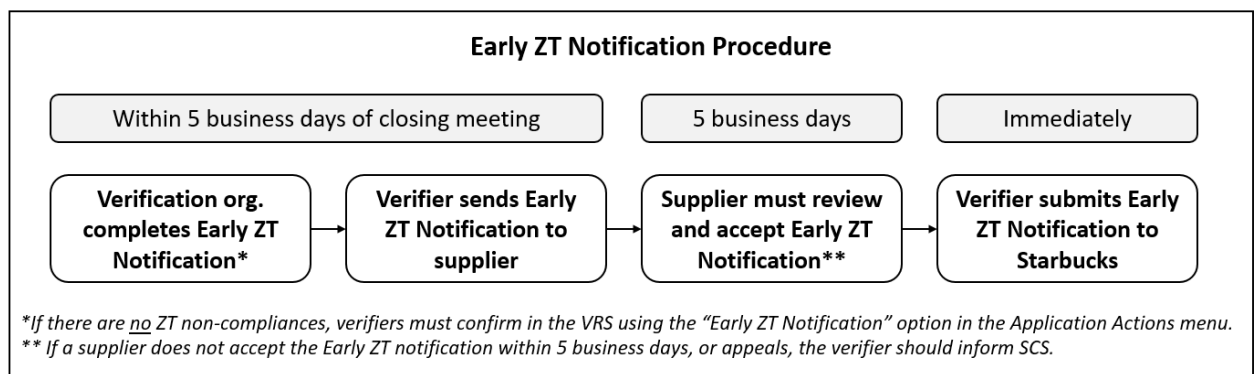 Early ZT Notification Procedure
Within 5 business days of closing meeting
5 business days
Immediately
Verification org.
completes Early ZT
Notification*
Verifier sends Early
ZT Notification to
supplier
Supplier must review
and accept Early ZT
Notification**
Verifier submits Early
ZT Notification to
Starbucks
*If there are no ZT non-compliances, verifiers must confirm in the VRS using the “Early ZT Notification” option in the Application Actions menu.
** If a supplier does not accept the Early ZT notification within 5 business days, or appeals, the verifier should inform SCS.